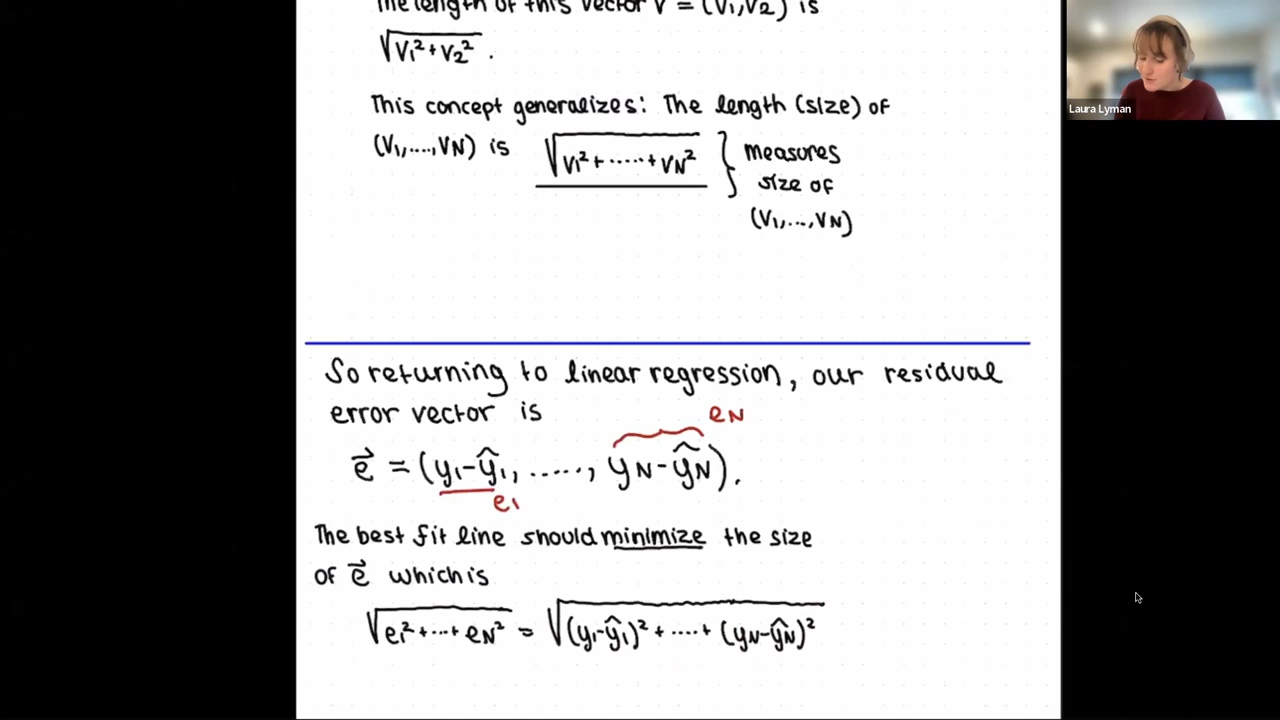 The length of this vector v = (v₁,v₂) is
√(v₁²+v₂²) .
This concept generalizes: The length (size) of
(v₁,....,vN) is √(v₁²+.....+vN²) } measures
size of
(v₁,...,vN)
So returning to linear regression, our residual
error vector is
eN
e⃗ = (y₁-ŷ₁, ....., yN-ŷN).
e₁
The best fit line should minimize the size
of e⃗ which is
√(e₁²+...+eN²) = √((y₁-ŷ₁)²+....+(yN-ŷN)²)
Laura Lyman